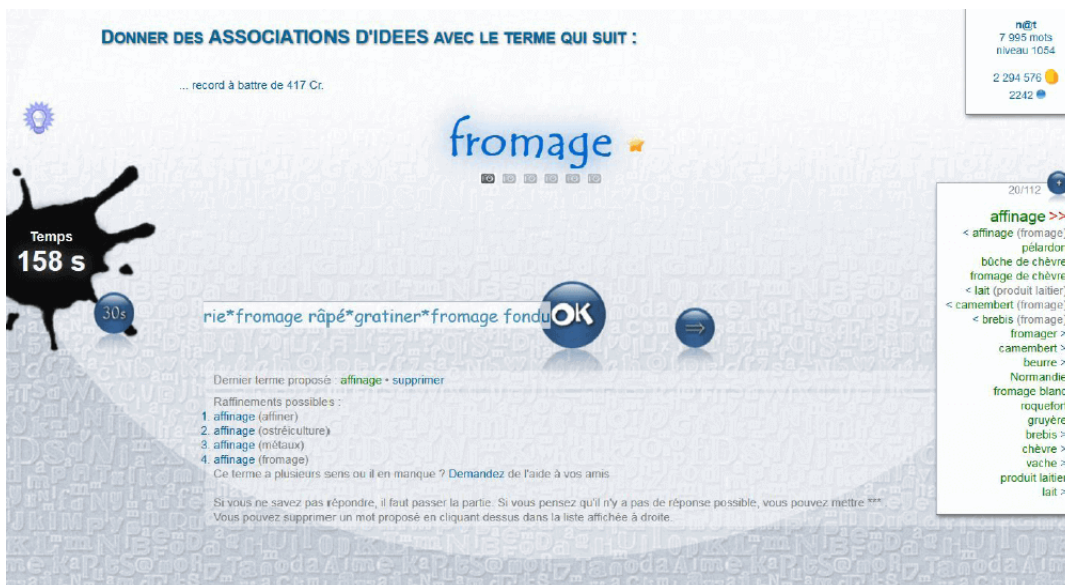 DONNER DES ASSOCIATIONS D'IDEES AVEC LE TERME QUI SUIT :
... record à battre de 417 Cr.
n@t
7 995 mots
niveau 1054
2 294 576
2242
fromage
Temps
158 s
30s
rie*fromage râpé*gratiner*fromage fondu
OK
⇒
Dernier terme proposé : affinage • supprimer
Raffinements possibles :
1. affinage (affiner)
2. affinage (ostréiculture)
3. affinage (métaux)
4. affinage (fromage)
Ce terme a plusieurs sens ou il en manque ? Demandez de l'aide à vos amis
Si vous ne savez pas répondre, il faut passer la partie. Si vous pensez qu'il n'y a pas de réponse possible, vous pouvez mettre ***
Vous pouvez supprimer un mot proposé en cliquant dessus dans la liste affichée à droite.
20/112 +
affinage >>
< affinage (fromage)
pélardon
bûche de chèvre
fromage de chèvre
< lait (produit laitier)
< camembert (fromage)
< brebis (fromage)
fromager >
camembert >
beurre >
Normandie
fromage blanc
roquefort
gruyère
brebis >
chèvre >
vache >
produit laitier
lait >